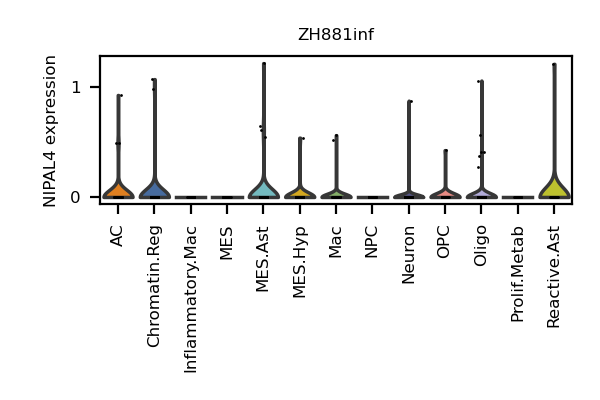 ZH881inf
NIPAL4 expression
1
0
AC
Chromatin.Reg
Inflammatory.Mac
MES
MES.Ast
MES.Hyp
Mac
NPC
Neuron
OPC
Oligo
Prolif.Metab
Reactive.Ast